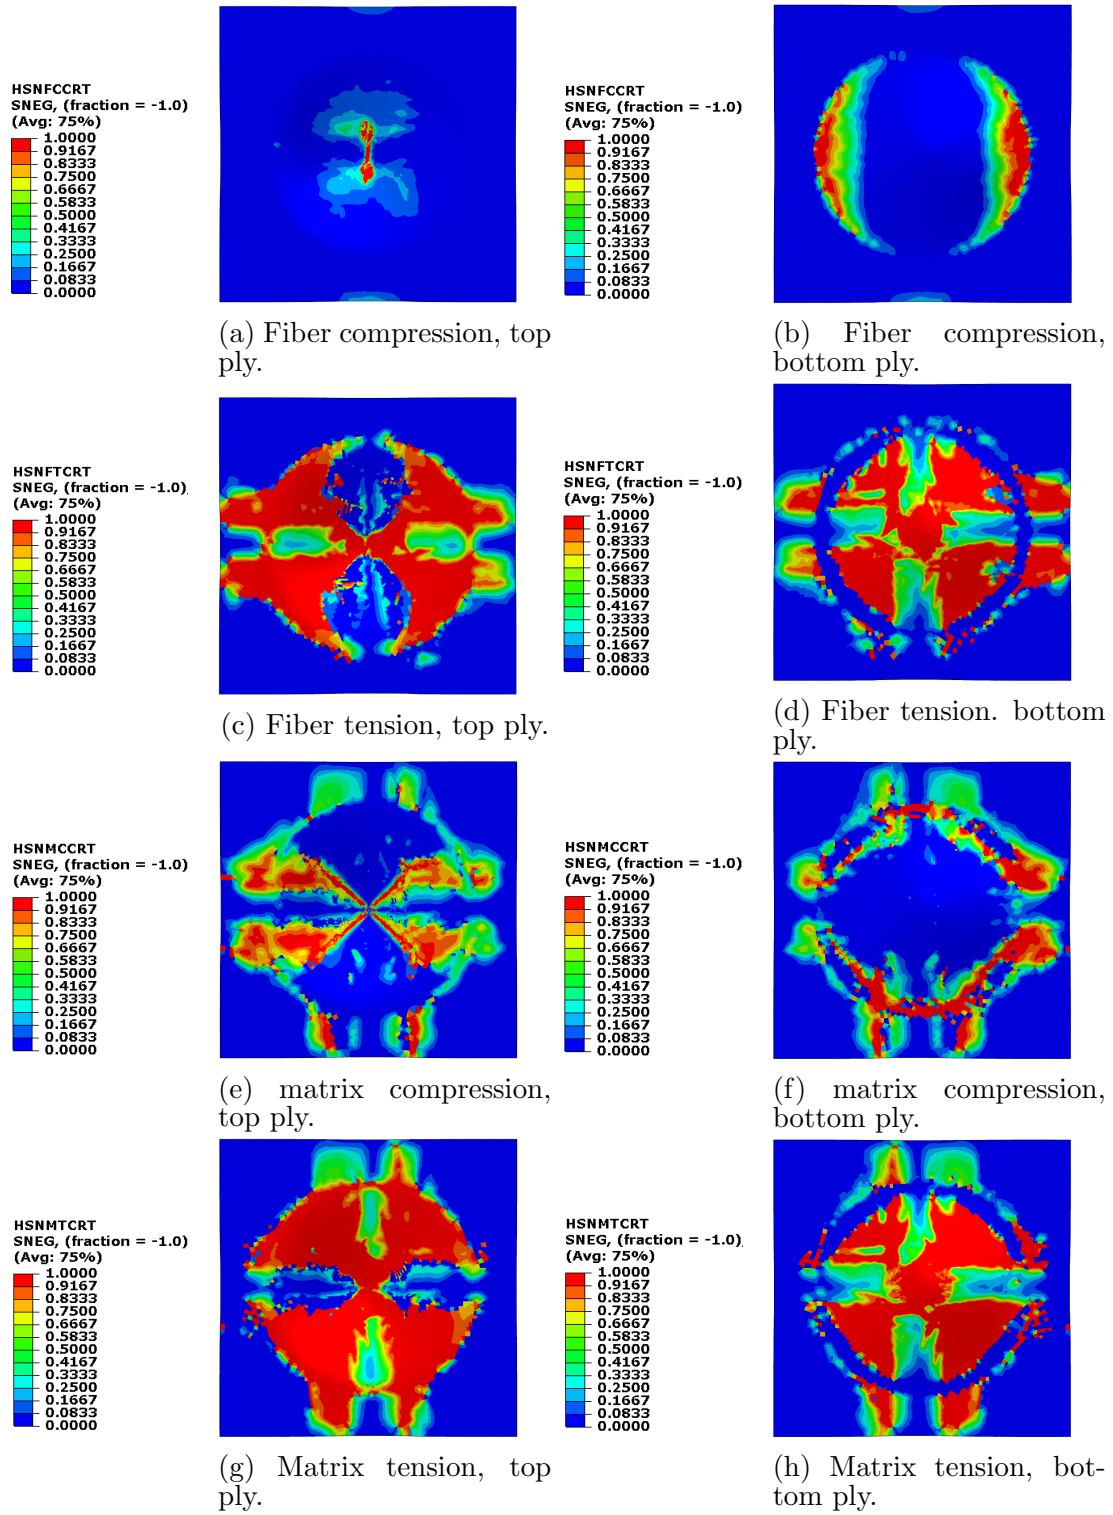 HSNFCCRT
SNEG, (fraction = -1.0)
(Avg: 75%)
1.0000
0.9167
0.8333
0.7500
0.6667
0.5833
0.5000
0.4167
0.3333
0.2500
0.1667
0.0833
0.0000
(a) Fiber compression, top
ply.
HSNFCCRT
SNEG, (fraction = -1.0)
(Avg: 75%)
1.0000
0.9167
0.8333
0.7500
0.6667
0.5833
0.5000
0.4167
0.3333
0.2500
0.1667
0.0833
0.0000
(b) Fiber compression,
bottom ply.
HSNFTCRT
SNEG, (fraction = -1.0)
(Avg: 75%)
1.0000
0.9167
0.8333
0.7500
0.6667
0.5833
0.5000
0.4167
0.3333
0.2500
0.1667
0.0833
0.0000
(c) Fiber tension, top ply.
HSNFTCRT
SNEG, (fraction = -1.0)
(Avg: 75%)
1.0000
0.9167
0.8333
0.7500
0.6667
0.5833
0.5000
0.4167
0.3333
0.2500
0.1667
0.0833
0.0000
(d) Fiber tension. bottom
ply.
HSNMCCRT
SNEG, (fraction = -1.0)
(Avg: 75%)
1.0000
0.9167
0.8333
0.7500
0.6667
0.5833
0.5000
0.4167
0.3333
0.2500
0.1667
0.0833
0.0000
(e) matrix compression,
top ply.
HSNMCCRT
SNEG, (fraction = -1.0)
(Avg: 75%)
1.0000
0.9167
0.8333
0.7500
0.6667
0.5833
0.5000
0.4167
0.3333
0.2500
0.1667
0.0833
0.0000
(f) matrix compression,
bottom ply.
HSNMTCRT
SNEG, (fraction = -1.0)
(Avg: 75%)
1.0000
0.9167
0.8333
0.7500
0.6667
0.5833
0.5000
0.4167
0.3333
0.2500
0.1667
0.0833
0.0000
(g) Matrix tension, top
ply.
HSNMTCRT
SNEG, (fraction = -1.0)
(Avg: 75%)
1.0000
0.9167
0.8333
0.7500
0.6667
0.5833
0.5000
0.4167
0.3333
0.2500
0.1667
0.0833
0.0000
(h) Matrix tension, bot-
tom ply.